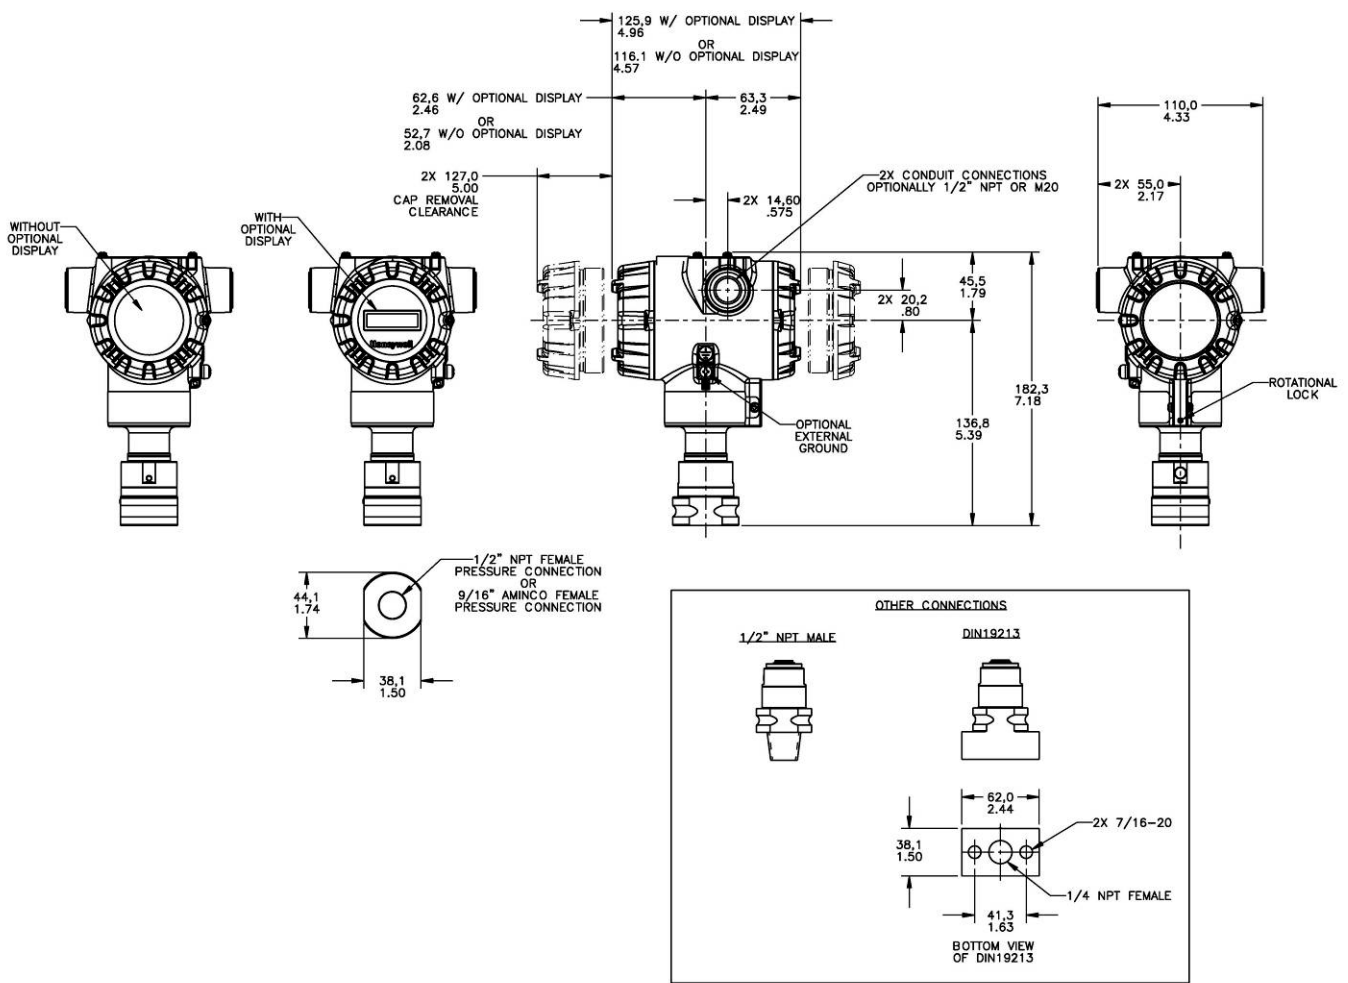 125,9 W/ OPTIONAL DISPLAY
4.96
OR
116.1 W/O OPTIONAL DISPLAY
4.57
62,6 W/ OPTIONAL DISPLAY
2.46
OR
52,7 W/O OPTIONAL DISPLAY
2.08
63,3
2.49
110,0
4.33
2X 127,0
5.00
CAP REMOVAL
CLEARANCE
2X 14,60
.575
2X CONDUIT CONNECTIONS
OPTIONALLY 1/2" NPT OR M20
2X 55,0
2.17
WITHOUT
OPTIONAL
DISPLAY
WITH
OPTIONAL
DISPLAY
Honeywell
2X 20,2
.80
45,5
1.79
182,3
7.18
136,8
5.39
OPTIONAL
EXTERNAL
GROUND
ROTATIONAL
LOCK
44,1
1.74
1/2" NPT FEMALE
PRESSURE CONNECTION
OR
9/16" AMINCO FEMALE
PRESSURE CONNECTION
38,1
1.50
OTHER CONNECTIONS
1/2" NPT MALE
DIN19213
62,0
2.44
38,1
1.50
2X 7/16-20
1/4 NPT FEMALE
41,3
1.63
BOTTOM VIEW
OF DIN19213